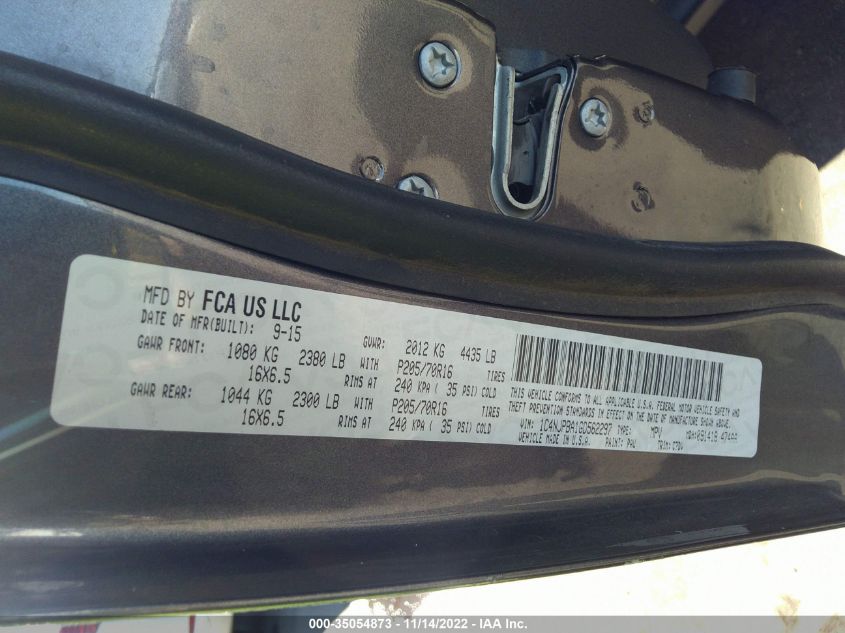 MFD BY FCA US LLC
DATE OF MFR(BUILT): 9-15 GVWR: 2012 KG 4435 LB
GAWR FRONT: 1080 KG 2380 LB WITH P205/70R16 TIRES
16X6.5 RIMS AT 240 KPA ( 35 PSI) COLD
GAWR REAR: 1044 KG 2300 LB WITH P205/70R16 TIRES
16X6.5 RIMS AT 240 KPA ( 35 PSI) COLD
THIS VEHICLE CONFORMS TO ALL APPLICABLE U.S.A. FEDERAL MOTOR VEHICLE SAFETY AND
THEFT PREVENTION STANDARDS IN EFFECT ON THE DATE OF MANUFACTURE SHOWN ABOVE.
VIN: 1C4NJPBA1GD562297 TYPE: MPV MDH: 091418
VEHICLE MADE IN U.S.A. PAINT: PAU TRIM:
000-35054873 - 11/14/2022 - IAA Inc.